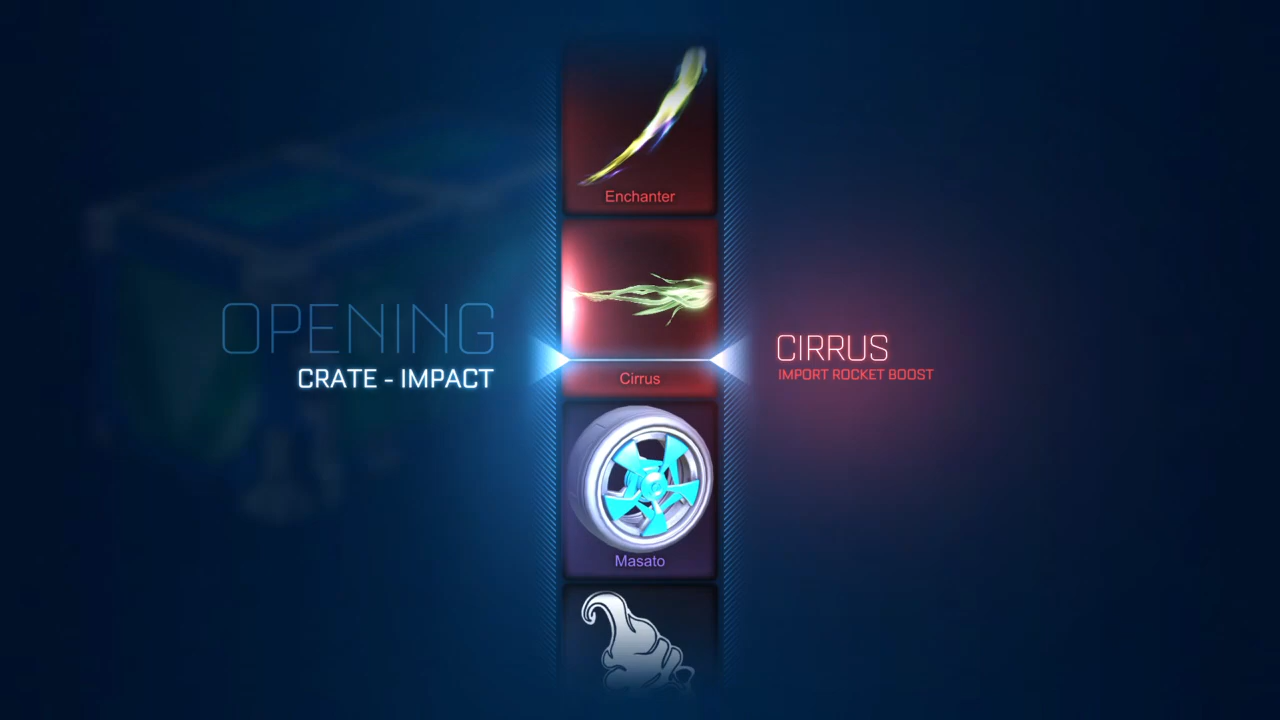 Enchanter
OPENING
CRATE - IMPACT
CIRRUS
IMPORT ROCKET BOOST
Cirrus
Masato